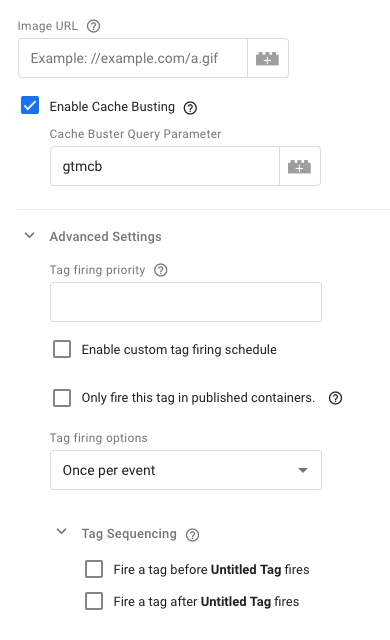 Image URL
Example: //example.com/a.gif
Enable Cache Busting
Cache Buster Query Parameter
gtmcb
Advanced Settings
Tag firing priority
Enable custom tag firing schedule
Only fire this tag in published containers.
Tag firing options
Once per event
Tag Sequencing
Fire a tag before Untitled Tag fires
Fire a tag after Untitled Tag fires